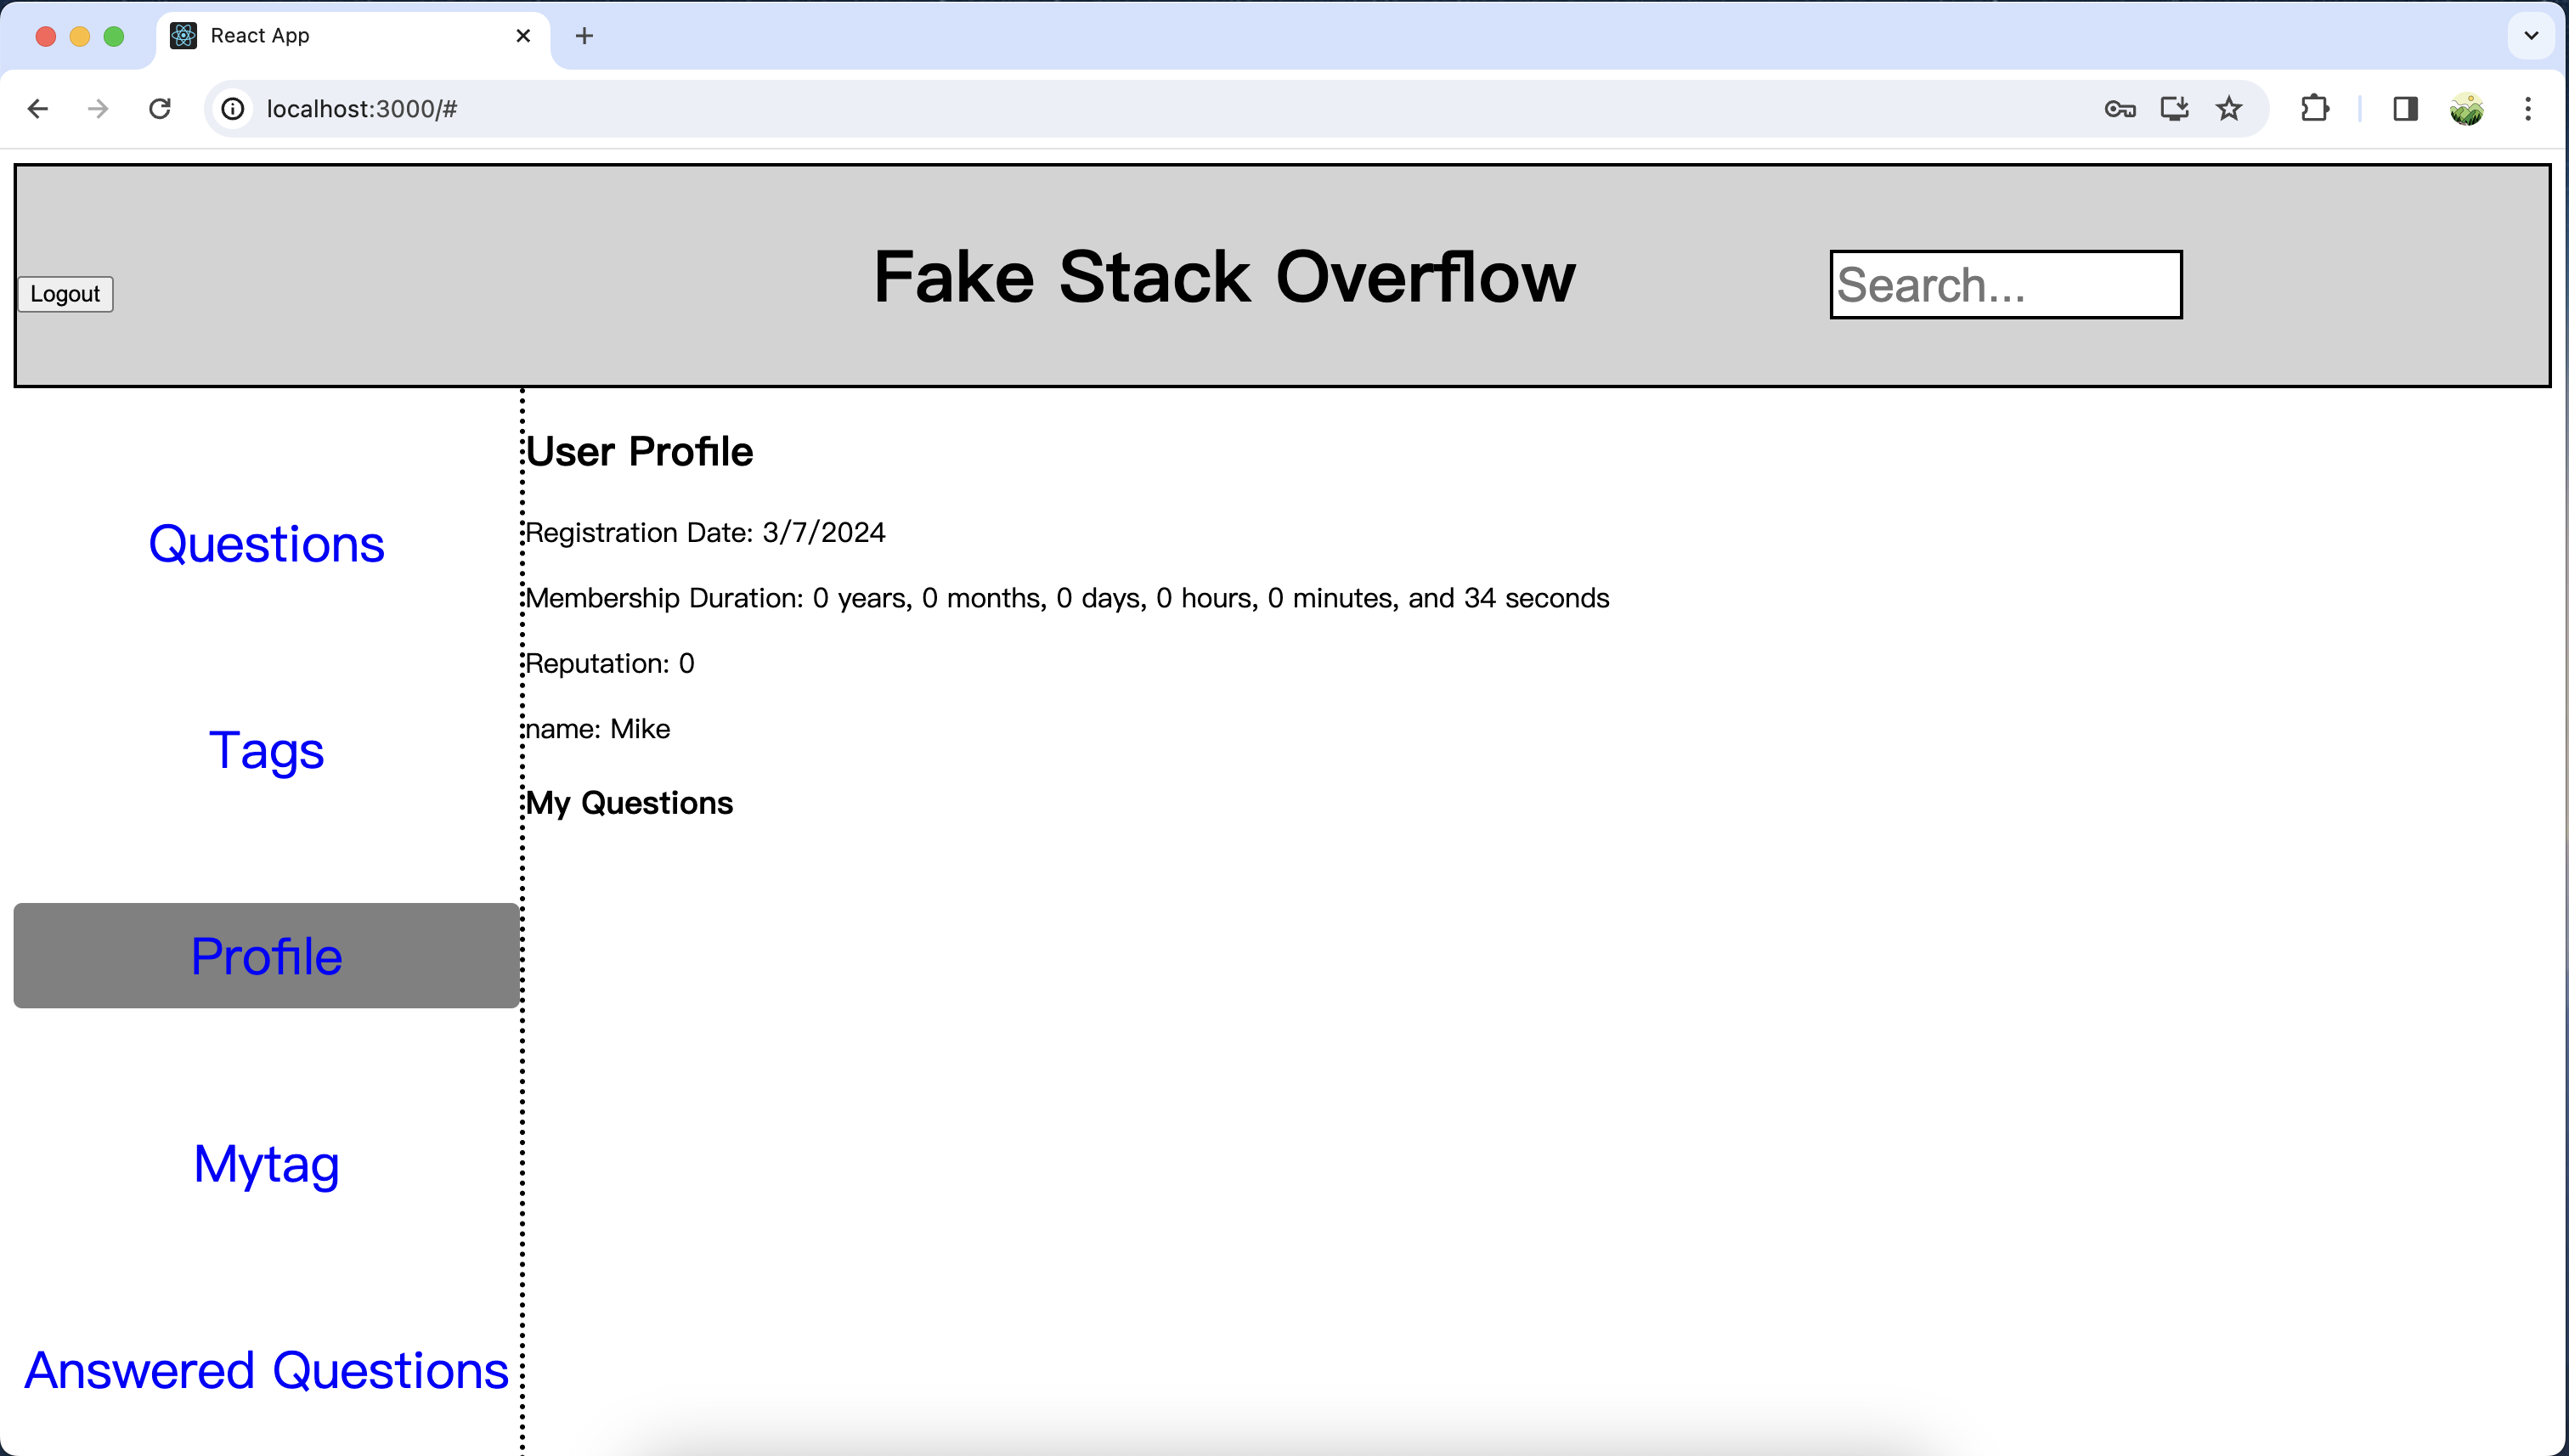 React App
localhost:3000/#
Logout
Fake Stack Overflow
Search...
Questions
Tags
Profile
Mytag
Answered Questions
User Profile
Registration Date: 3/7/2024
Membership Duration: 0 years, 0 months, 0 days, 0 hours, 0 minutes, and 34 seconds
Reputation: 0
name: Mike
My Questions